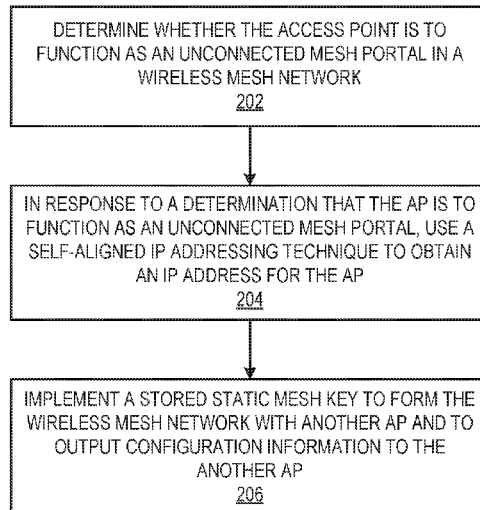 DETERMINE WHETHER THE ACCESS POINT IS TO
FUNCTION AS AN UNCONNECTED MESH PORTAL IN A
WIRELESS MESH NETWORK
202
IN RESPONSE TO A DETERMINATION THAT THE AP IS TO
FUNCTION AS AN UNCONNECTED MESH PORTAL, USE A
SELF-ALIGNED IP ADDRESSING TECHNIQUE TO OBTAIN
AN IP ADDRESS FOR THE AP
204
IMPLEMENT A STORED STATIC MESH KEY TO FORM THE
WIRELESS MESH NETWORK WITH ANOTHER AP AND TO
OUTPUT CONFIGURATION INFORMATION TO THE
ANOTHER AP
206